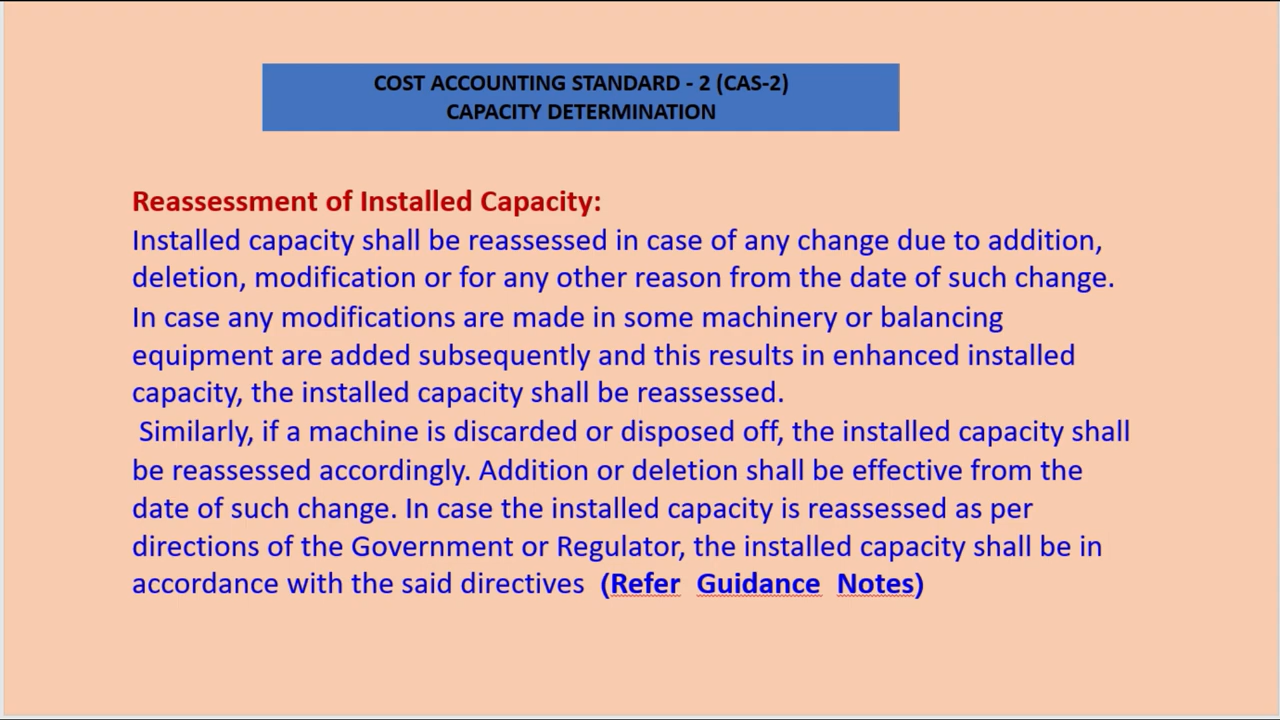 COST ACCOUNTING STANDARD - 2 (CAS-2)
CAPACITY DETERMINATION
Reassessment of Installed Capacity:
Installed capacity shall be reassessed in case of any change due to addition,
deletion, modification or for any other reason from the date of such change.
In case any modifications are made in some machinery or balancing
equipment are added subsequently and this results in enhanced installed
capacity, the installed capacity shall be reassessed.
Similarly, if a machine is discarded or disposed off, the installed capacity shall
be reassessed accordingly. Addition or deletion shall be effective from the
date of such change. In case the installed capacity is reassessed as per
directions of the Government or Regulator, the installed capacity shall be in
accordance with the said directives (Refer Guidance Notes)